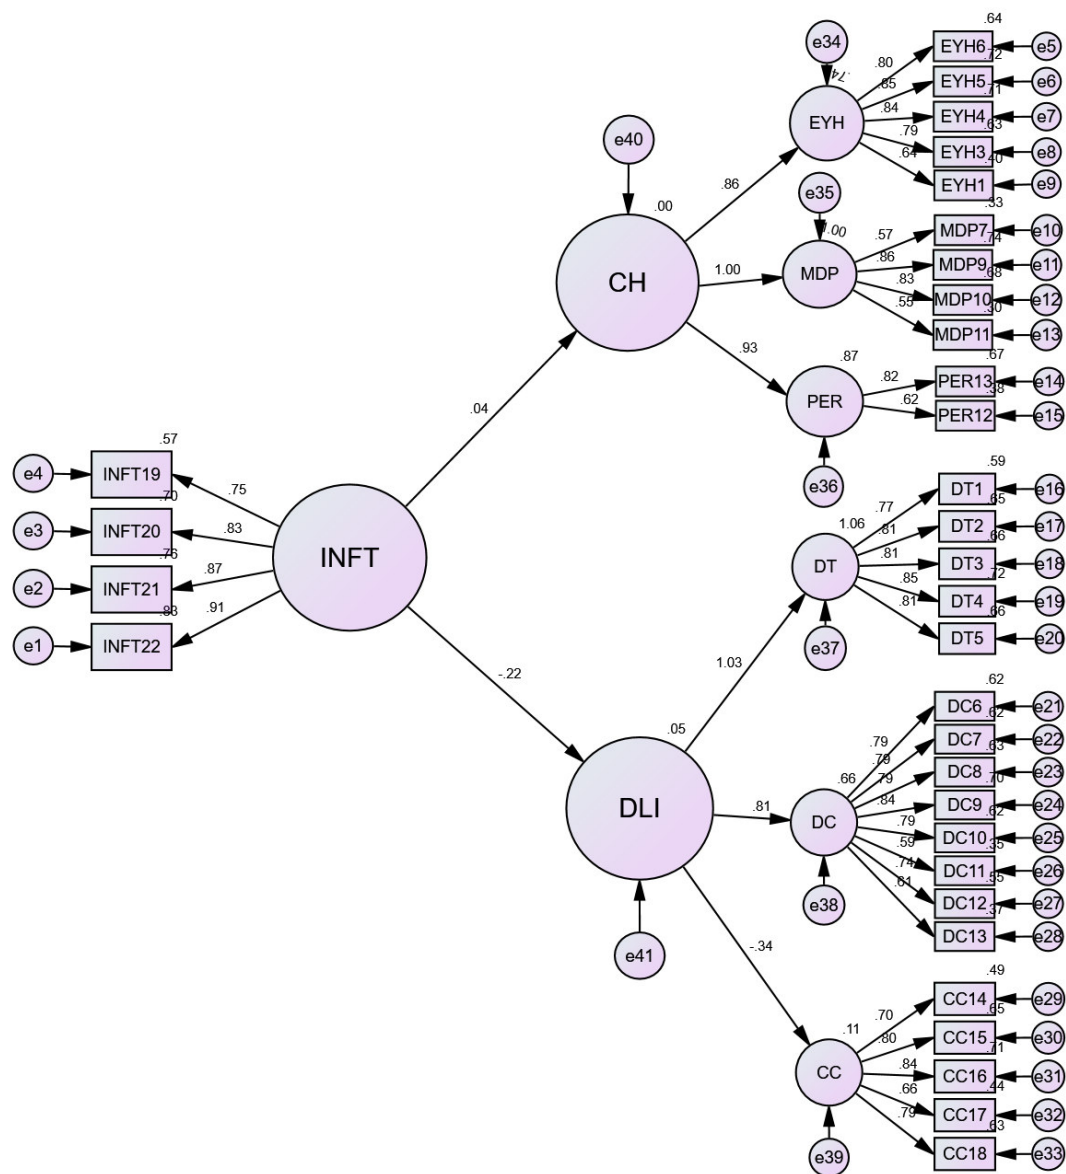 .57
e4
INFT19
.75
.70
e3
INFT20
.83
.76
e2
INFT21
.87
.83
e1
INFT22
.91
INFT
.04
-.22
e40
.00
CH
.86
1.00
.93
e34
.74
EYH
.80
.85
.84
.79
.64
.64
EYH6
e5
.72
EYH5
e6
.71
EYH4
e7
.63
EYH3
e8
.40
EYH1
e9
e35
1.00
MDP
.57
.86
.83
.55
.33
MDP7
e10
.74
MDP9
e11
.68
MDP10
e12
.30
MDP11
e13
.87
PER
e36
.82
.62
.67
PER13
e14
.38
PER12
e15
.05
DLI
e41
1.03
.81
-.34
1.06
DT
e37
.77
.81
.81
.85
.81
.59
DT1
e16
.65
DT2
e17
.66
DT3
e18
.72
DT4
e19
.66
DT5
e20
.66
DC
e38
.79
.79
.79
.84
.79
.59
.74
.61
.62
DC6
e21
.62
DC7
e22
.63
DC8
e23
.70
DC9
e24
.62
DC10
e25
.35
DC11
e26
.55
DC12
e27
.37
DC13
e28
.11
CC
e39
.70
.80
.84
.66
.79
.49
CC14
e29
.65
CC15
e30
.71
CC16
e31
.44
CC17
e32
.63
CC18
e33